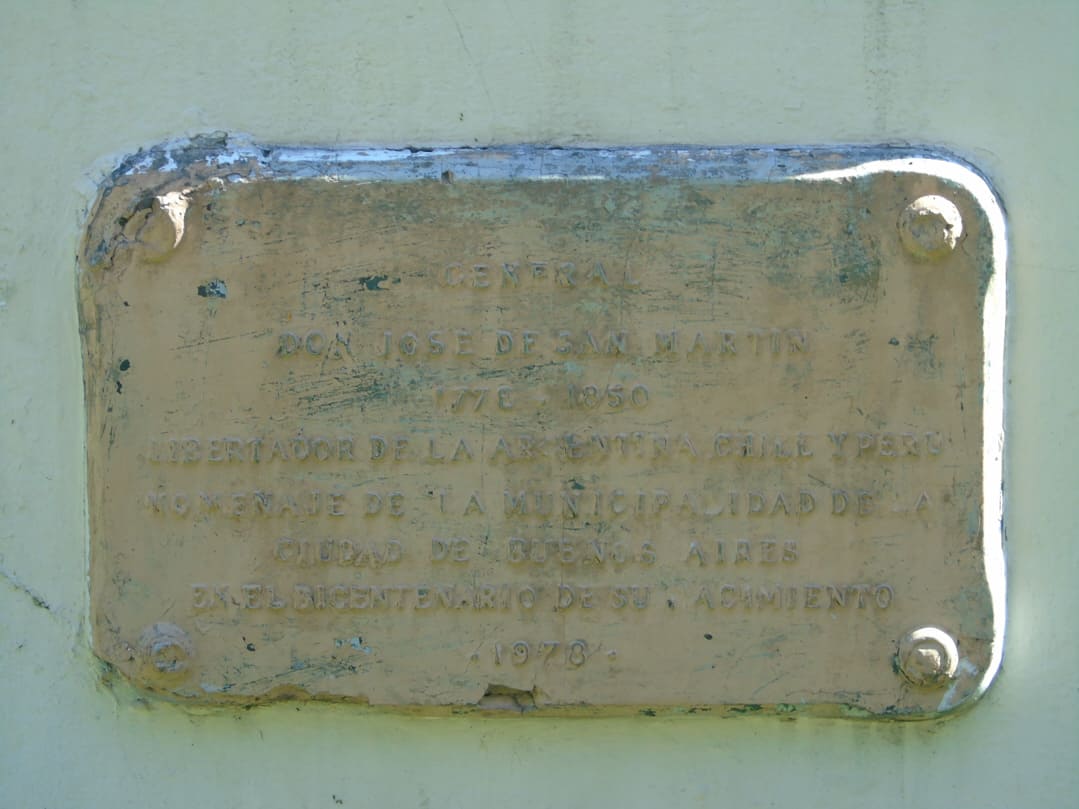 GENERAL
DON JOSE DE SAN MARTIN
1778 - 1850
LIBERTADOR DE LA ARGENTINA CHILE Y PERU
HOMENAJE DE LA MUNICIPALIDAD DE LA
CIUDAD DE BUENOS AIRES
EN EL BICENTENARIO DE SU NACIMIENTO
- 1978 -